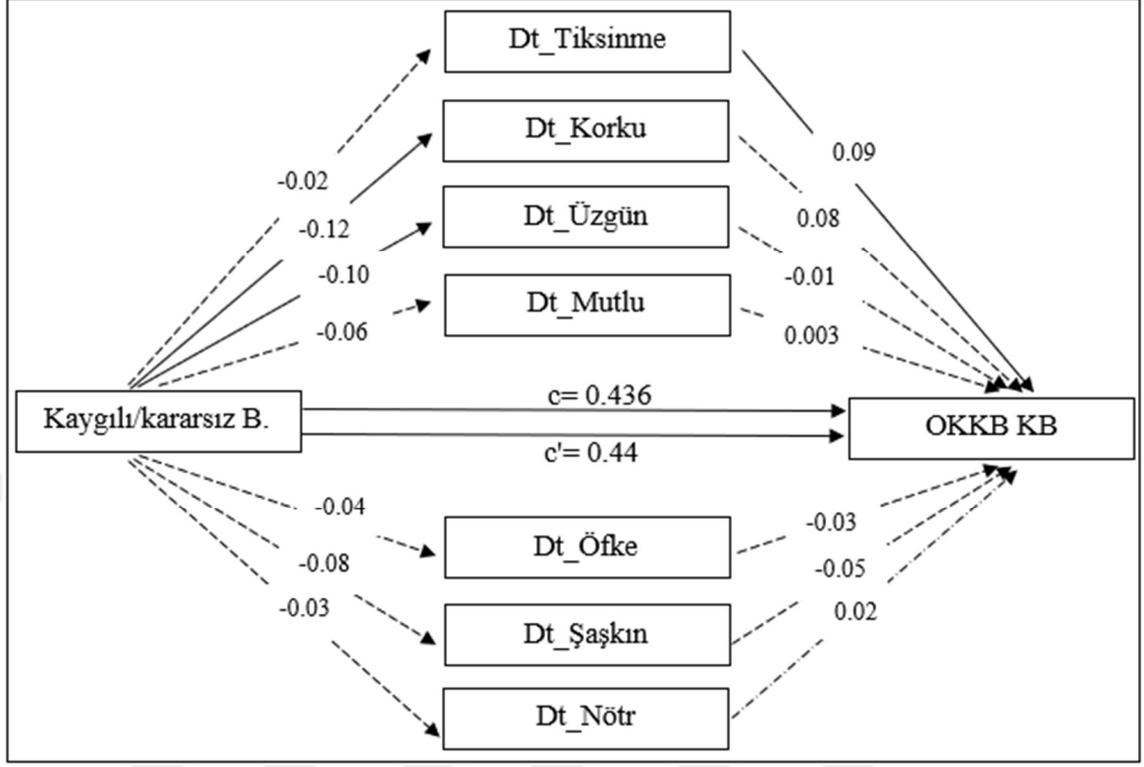 Dt_Tiksinme
Dt_Korku
Dt_Üzgün
Dt_Mutlu
-0.02
-0.12
-0.10
-0.06
0.09
0.08
-0.01
0.003
Kaygılı/kararsız B.
c= 0.436
c'= 0.44
OKKB KB
-0.04
-0.08
-0.03
Dt_Öfke
Dt_Şaşkın
Dt_Nötr
-0.03
-0.05
0.02